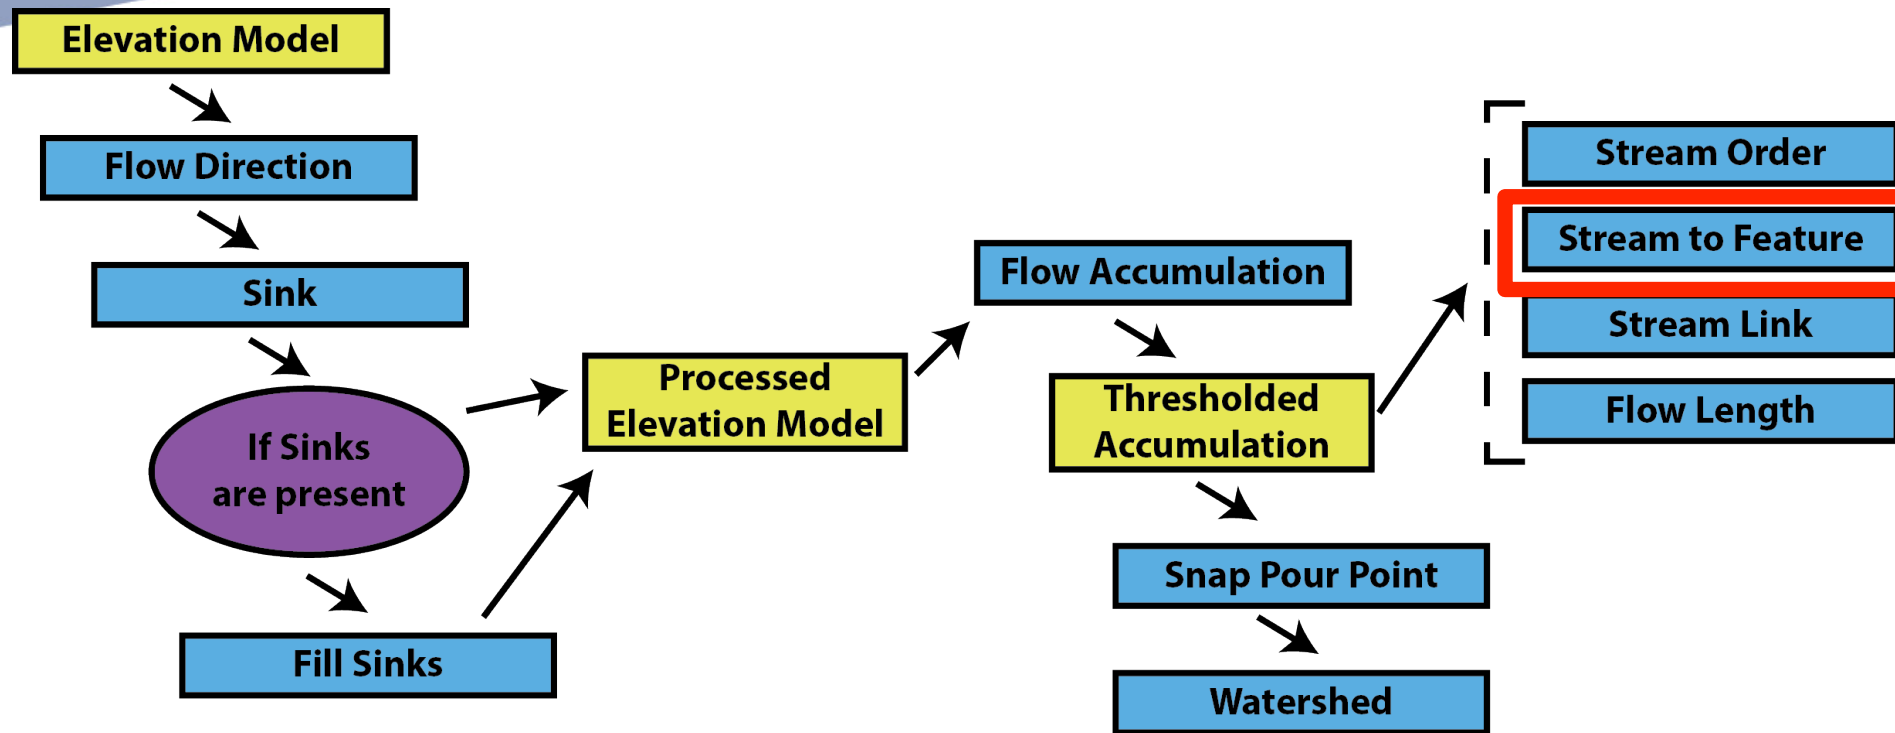 Elevation Model
Flow Direction
Sink
If Sinks
are present
Fill Sinks
Processed
Elevation Model
Flow Accumulation
Thresholded
Accumulation
Snap Pour Point
Watershed
Stream Order
Stream to Feature
Stream Link
Flow Length